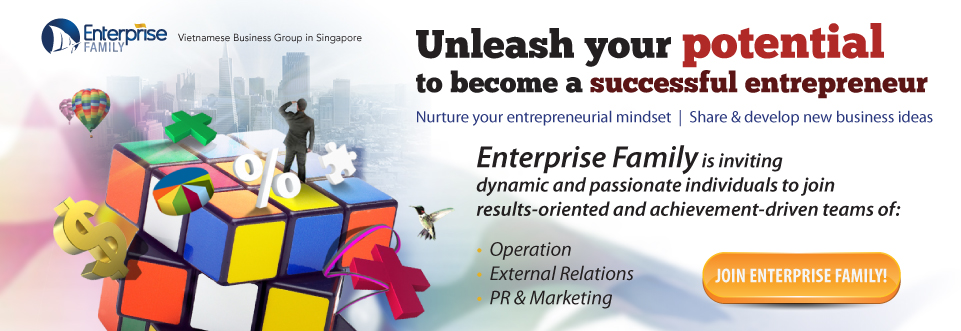 Enterprise
FAMILY
Vietnamese Business Group in Singapore
Unleash your potential
to become a successful entrepreneur
Nurture your entrepreneurial mindset | Share & develop new business ideas
Enterprise Family is inviting
dynamic and passionate individuals to join
results-oriented and achievement-driven teams of:
• Operation
• External Relations
• PR & Marketing
JOIN ENTERPRISE FAMILY!
%
$